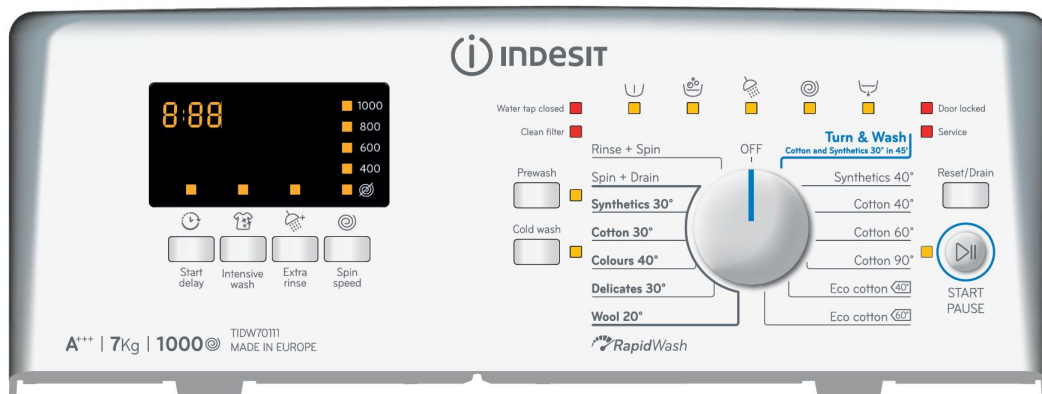 INDESIT
8:88
1000
800
600
400
Start
delay
Intensive
wash
Extra
rinse
Spin
speed
A+++ | 7Kg | 1000
TIDW70111
MADE IN EUROPE
Water tap closed
Clean filter
Prewash
Cold wash
Rinse + Spin
Spin + Drain
Synthetics 30°
Cotton 30°
Colours 40°
Delicates 30°
Wool 20°
RapidWash
OFF
Turn & Wash
Cotton and Synthetics 30° in 45'
Synthetics 40°
Cotton 40°
Cotton 60°
Cotton 90°
Eco cotton 40°
Eco cotton 60°
Door locked
Service
Reset/Drain
START
PAUSE